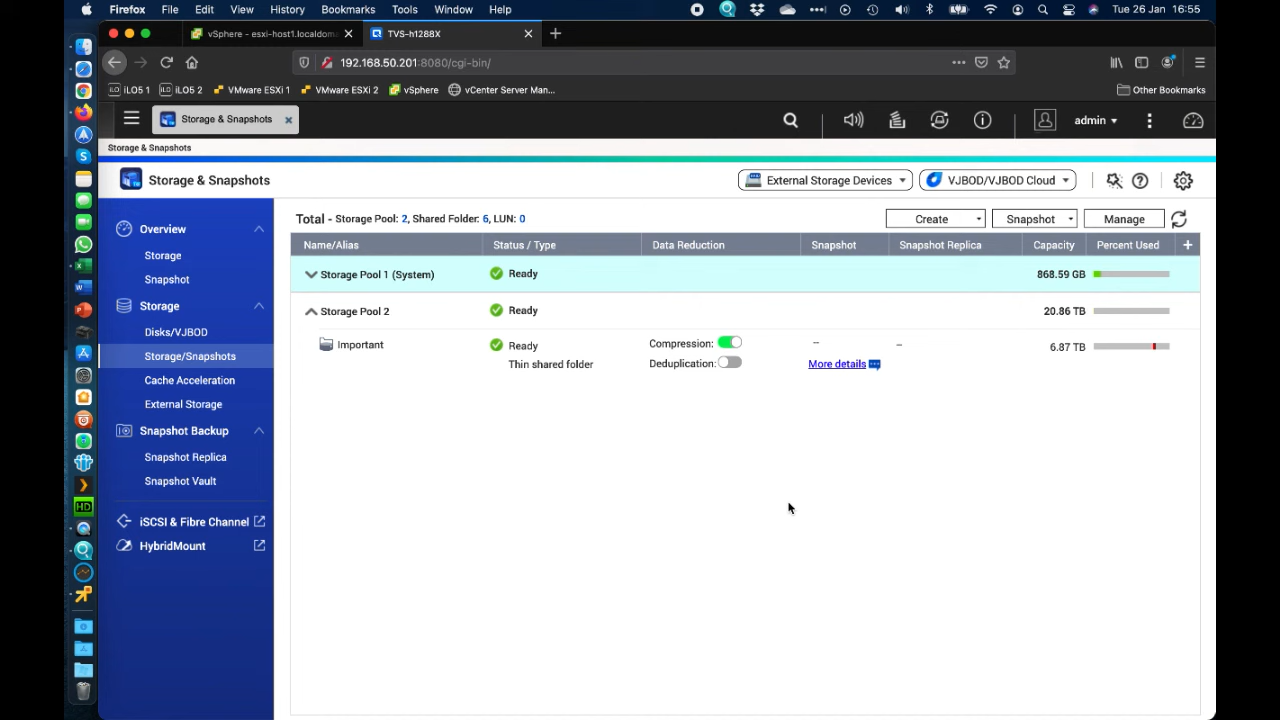 Firefox File Edit View History Bookmarks Tools Window Help Tue 26 Jan 16:55
vSphere - esxi-host1.localdom TVS-h1288X
192.168.50.201:8080/cgi-bin/
iLO5 1 iLO5 2 VMware ESXi 1 VMware ESXi 2 vSphere vCenter Server Man... Other Bookmarks
Storage & Snapshots admin
Storage & Snapshots
Storage & Snapshots External Storage Devices VJBOD/VJBOD Cloud
Overview
Storage
Snapshot
Storage
Disks/VJBOD
Storage/Snapshots
Cache Acceleration
External Storage
Snapshot Backup
Snapshot Replica
Snapshot Vault
iSCSI & Fibre Channel
HybridMount
Total - Storage Pool: 2, Shared Folder: 6, LUN: 0 Create Snapshot Manage
Name/Alias Status / Type Data Reduction Snapshot Snapshot Replica Capacity Percent Used +
Storage Pool 1 (System) Ready 868.59 GB
Storage Pool 2 Ready 20.86 TB
Important Ready Compression: -- -- 6.87 TB
Thin shared folder Deduplication: More details
HD